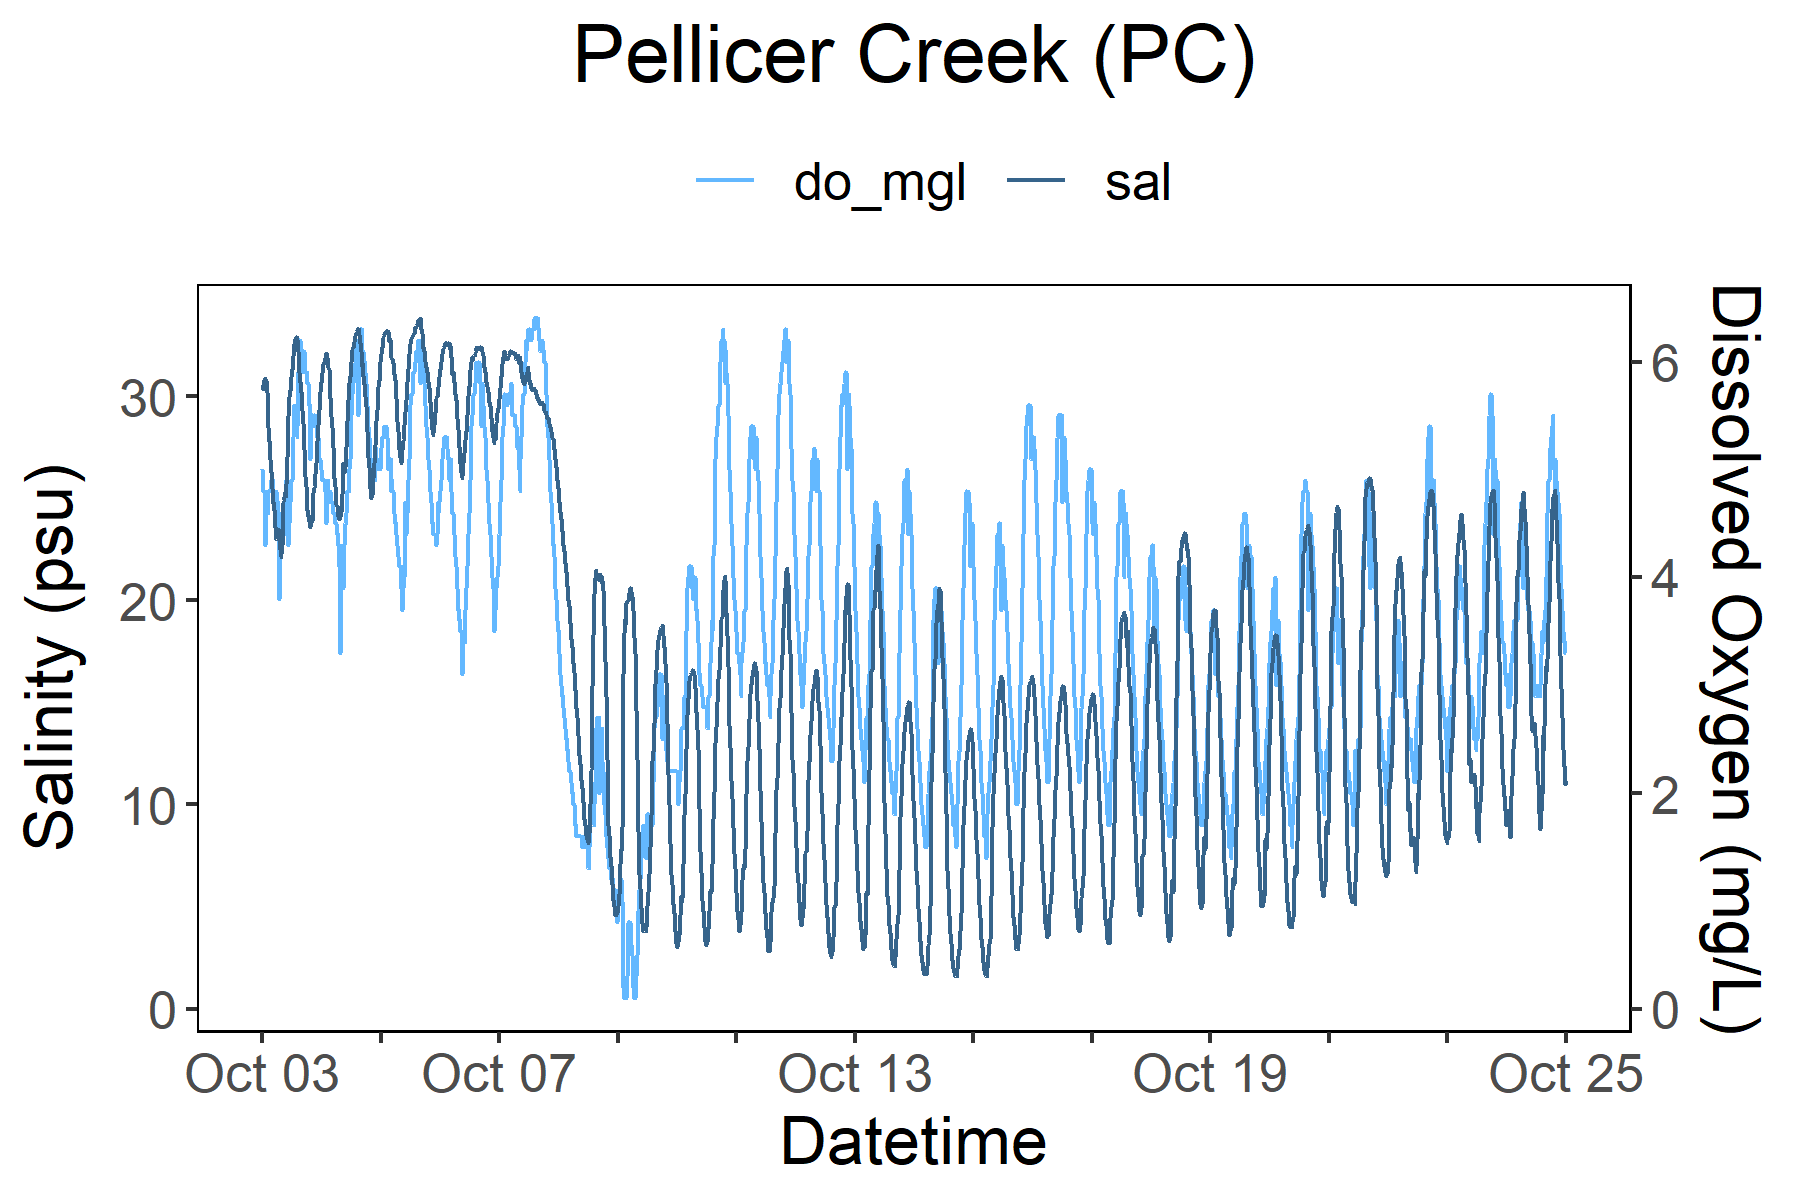 Pellicer Creek (PC)
do_mgl sal
Salinity (psu)
30
20
10
0
Dissolved Oxygen (mg/L)
6
4
2
0
Oct 03 Oct 07 Oct 13 Oct 19 Oct 25
Datetime